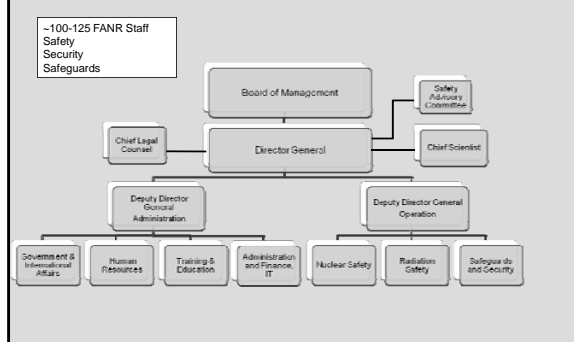 ~100-125 FANR Staff
Safety
Security
Safeguards
Board of Management
Safety
Advisory
Committee
Chief Legal
Counsel
Director General
Chief Scientist
Deputy Director
General
Administration
Deputy Director General
Operation
Government &
International
Affairs
Human
Resources
Training &
Education
Administration
and Finance,
IT
Nuclear Safety
Radiation
Safety
Safeguards
and Security